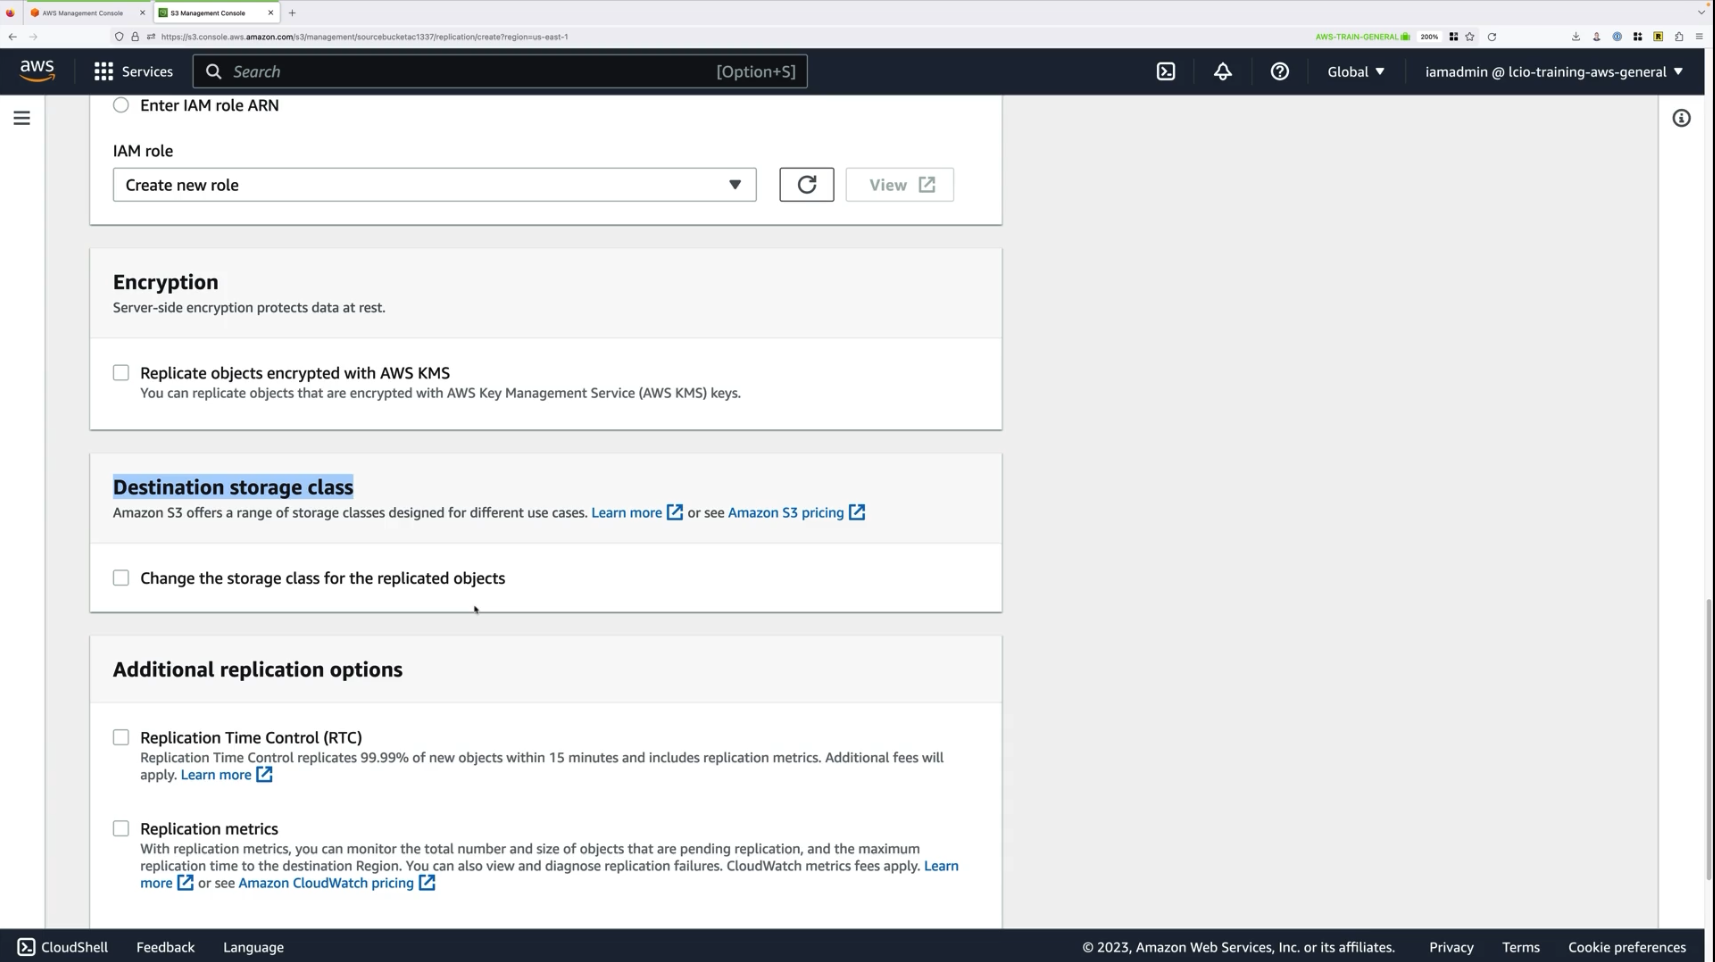 AWS Management Console
S3 Management Console
https://s3.console.aws.amazon.com/s3/management/sourcebucketac1337/replication/create?region=us-east-1
AWS-TRAIN-GENERAL
200%
aws
Services
Search
[Option+S]
Global
iamadmin @ lcio-training-aws-general
Enter IAM role ARN
IAM role
Create new role
View
Encryption
Server-side encryption protects data at rest.
Replicate objects encrypted with AWS KMS
You can replicate objects that are encrypted with AWS Key Management Service (AWS KMS) keys.
Destination storage class
Amazon S3 offers a range of storage classes designed for different use cases. Learn more or see Amazon S3 pricing
Change the storage class for the replicated objects
Additional replication options
Replication Time Control (RTC)
Replication Time Control replicates 99.99% of new objects within 15 minutes and includes replication metrics. Additional fees will
apply. Learn more
Replication metrics
With replication metrics, you can monitor the total number and size of objects that are pending replication, and the maximum
replication time to the destination Region. You can also view and diagnose replication failures. CloudWatch metrics fees apply. Learn
more or see Amazon CloudWatch pricing
CloudShell
Feedback
Language
© 2023, Amazon Web Services, Inc. or its affiliates.
Privacy
Terms
Cookie preferences